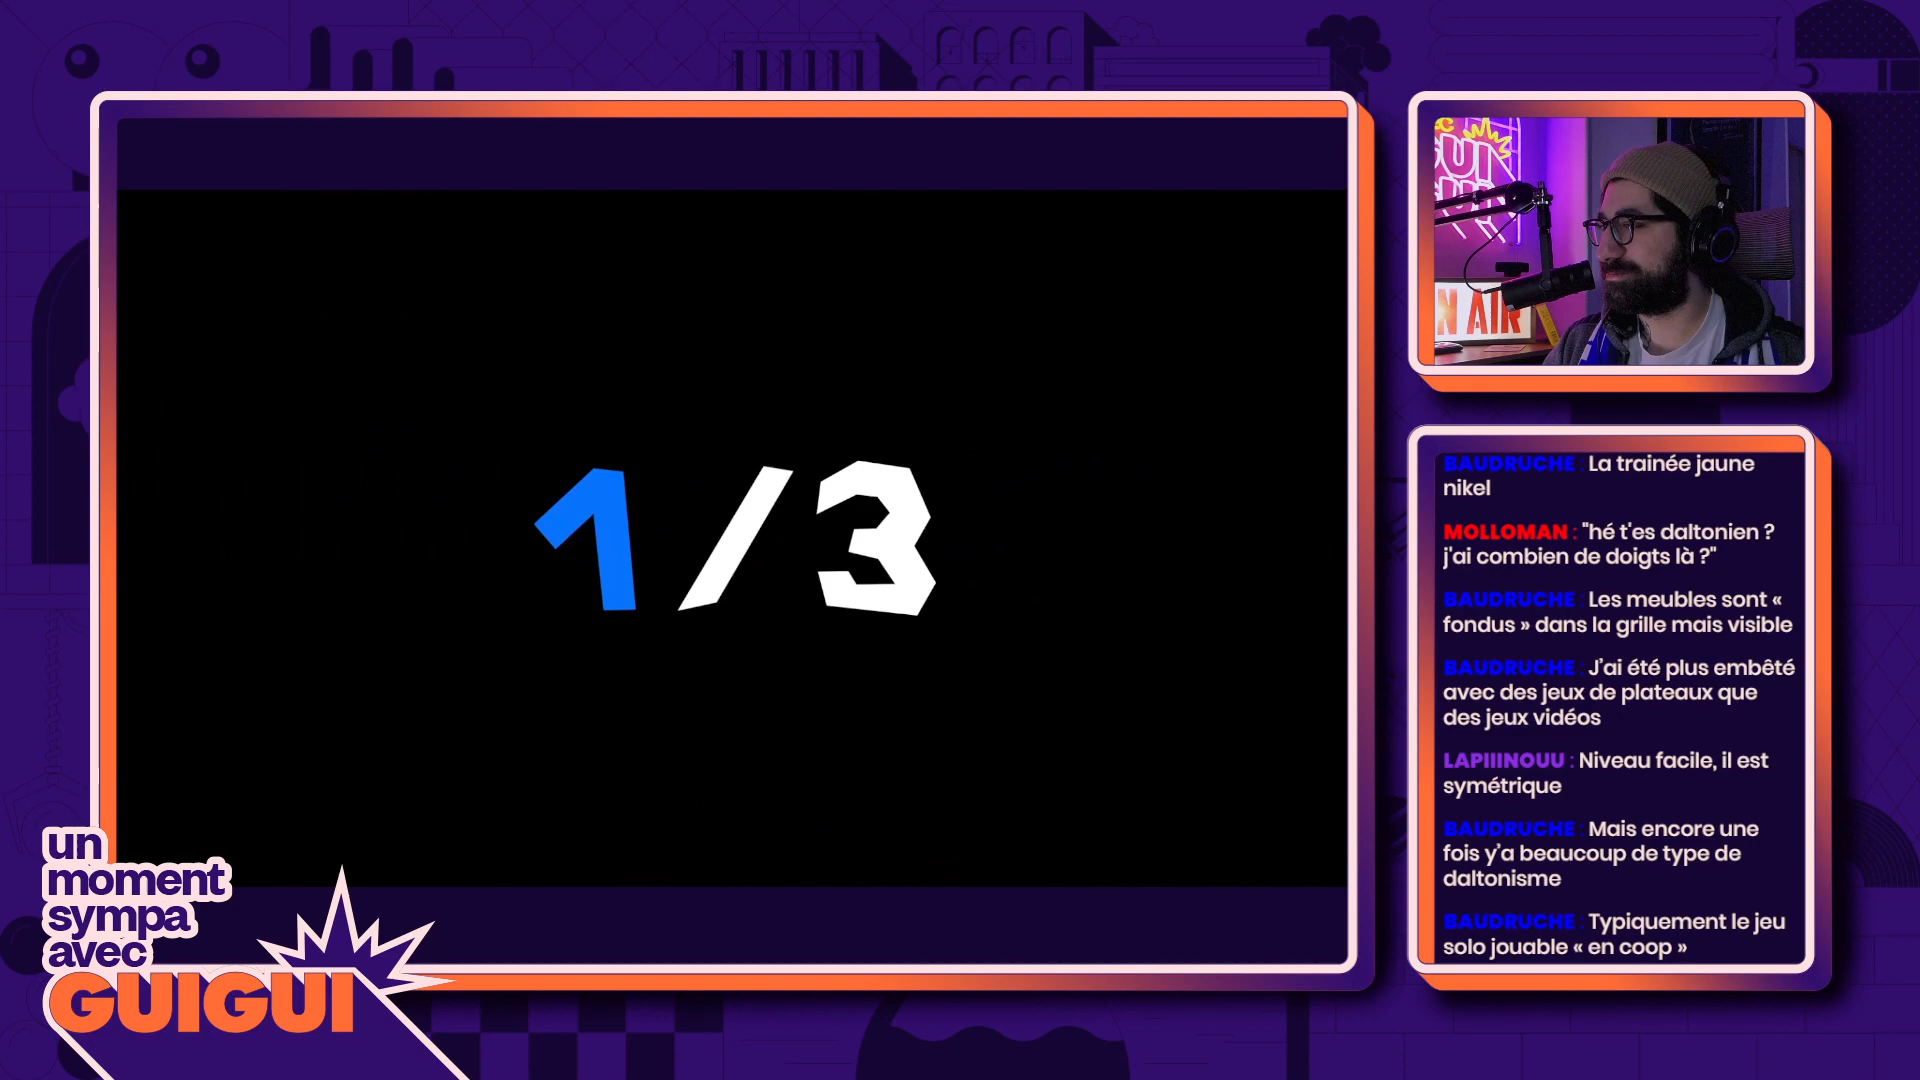 1/3
BAUDRUCHE : La trainée jaune
nikel
MOLLOMAN : "hé t'es daltonien ?
j'ai combien de doigts là ?"
BAUDRUCHE : Les meubles sont «
fondus » dans la grille mais visible
BAUDRUCHE : J'ai été plus embêté
avec des jeux de plateaux que
des jeux vidéos
LAPIIINOUU : Niveau facile, il est
symétrique
BAUDRUCHE : Mais encore une
fois y'a beaucoup de type de
daltonisme
BAUDRUCHE : Typiquement le jeu
solo jouable « en coop »
un
moment
sympa
avec
GUIGUI
N AIR